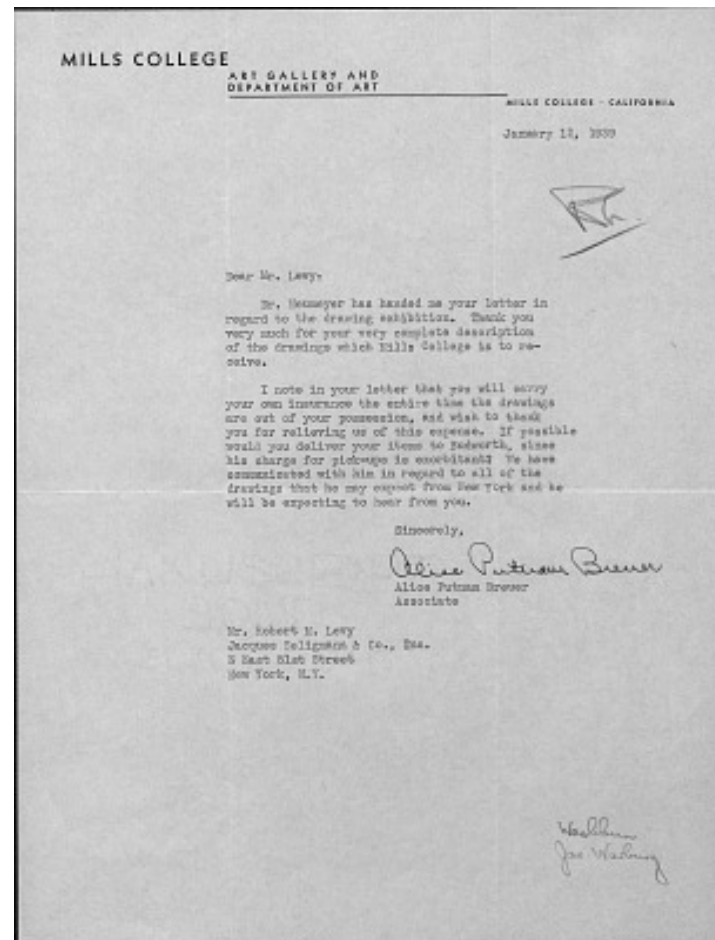 MILLS COLLEGE
ART GALLERY AND
DEPARTMENT OF ART
MILLS COLLEGE - CALIFORNIA
January 12, 1939
Dear Mr. Levy:
Dr. Neumeyer has handed me your letter in
regard to the drawing exhibition. Thank you
very much for your very complete description
of the drawings which Mills College is to re-
ceive.
I note in your letter that you will carry
your own insurance the entire time the drawings
are out of your possession, and wish to thank
you for relieving us of this expense. If possible
would you deliver your items to Budworth, since
his charge for pickups is exorbitant? We have
communicated with him in regard to all of the
drawings that he may expect from New York and he
will be expecting to hear from you.
Sincerely,
Alice Putnam Brewer
Alice Putnam Brewer
Associate
Mr. Robert M. Levy
Jacques Seligmann & Co., Inc.
5 East 51st Street
New York, N.Y.